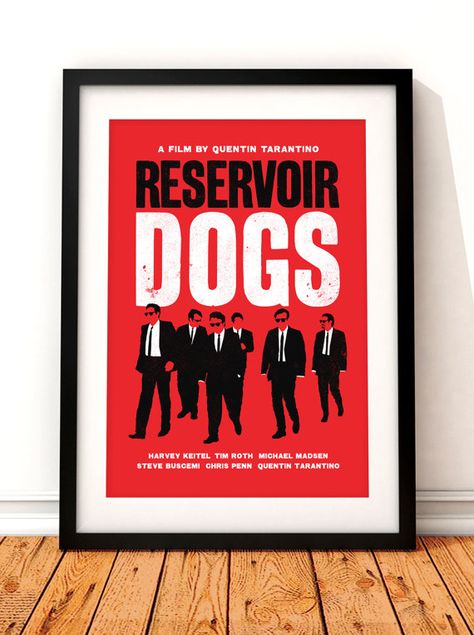 A FILM BY QUENTIN TARANTINO
RESERVOIR
DOGS
HARVEY KEITEL TIM ROTH MICHAEL MADSEN
STEVE BUSCEMI CHRIS PENN QUENTIN TARANTINO